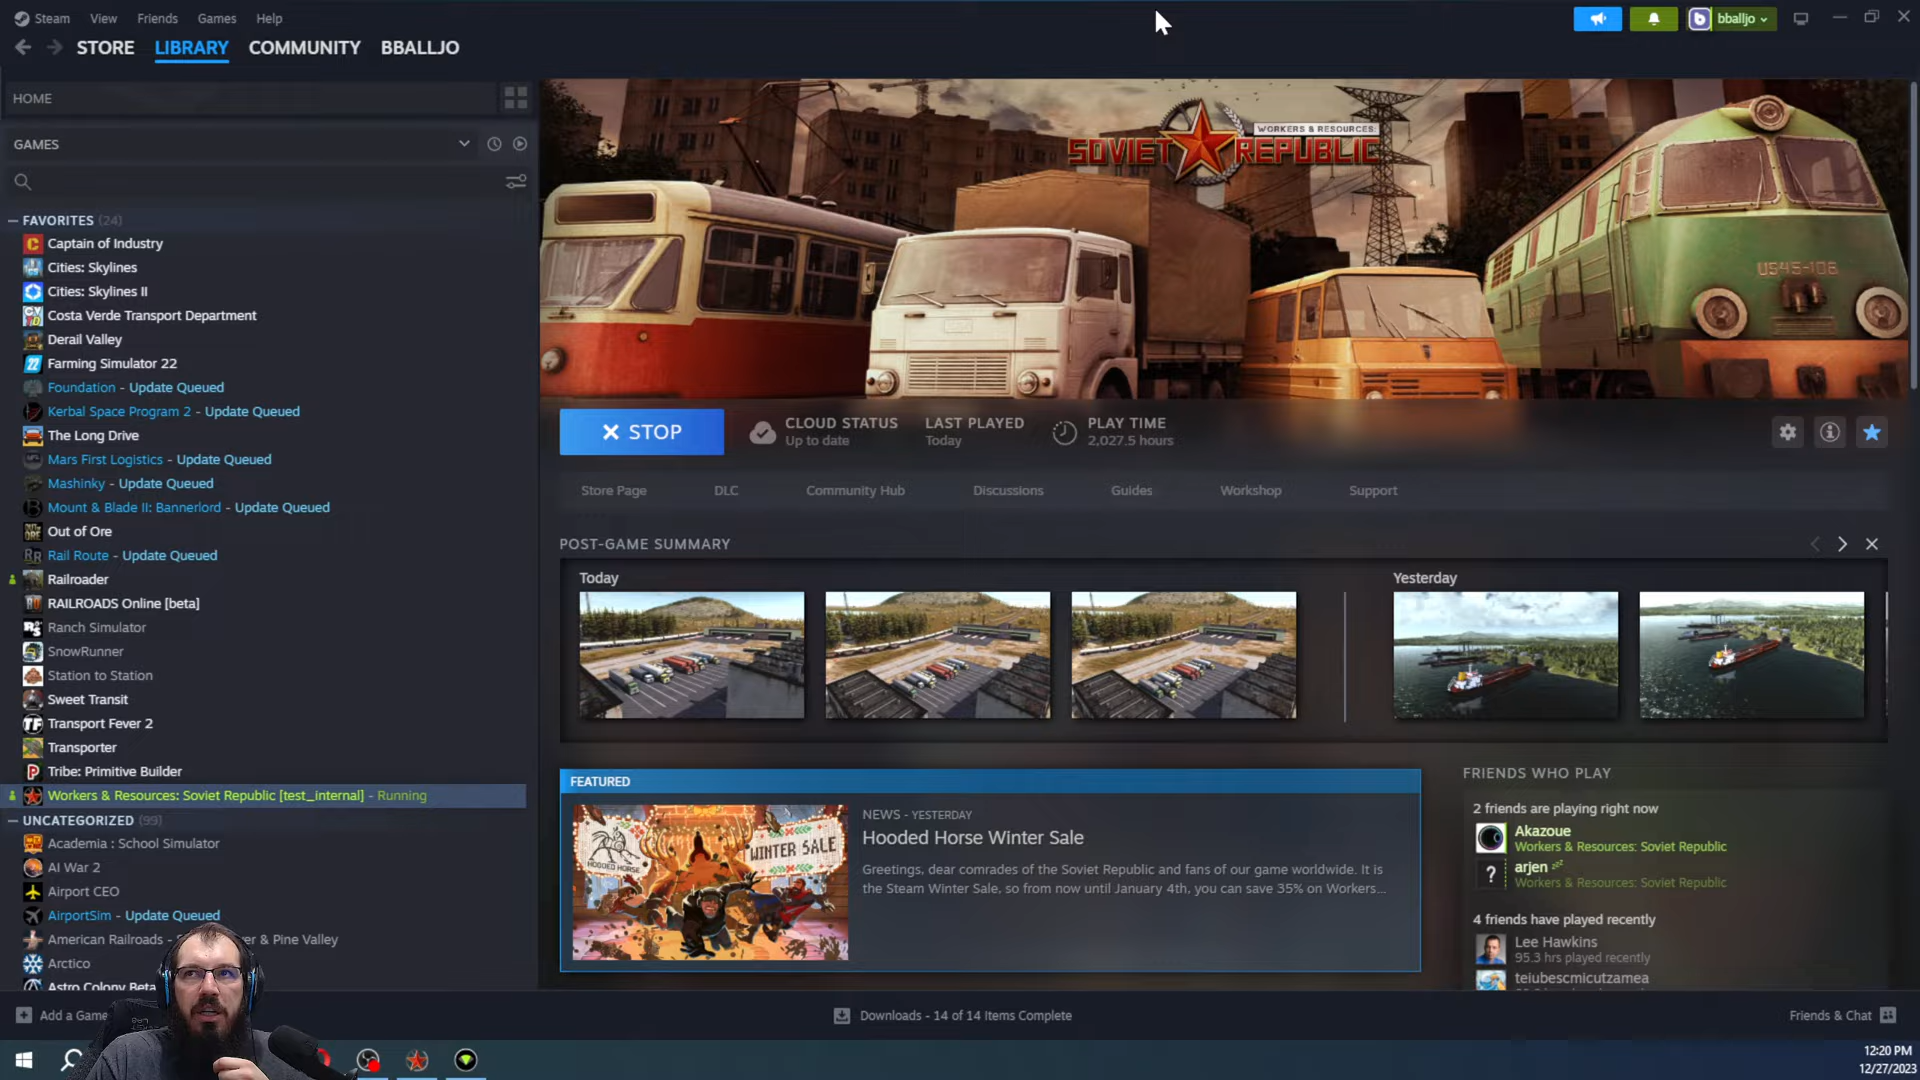 Steam View Friends Games Help
bballjo
STORE LIBRARY COMMUNITY BBALLJO
HOME
GAMES
FAVORITES (24)
Captain of Industry
Cities: Skylines
Cities: Skylines II
Costa Verde Transport Department
Derail Valley
Farming Simulator 22
Foundation - Update Queued
Kerbal Space Program 2 - Update Queued
The Long Drive
Mars First Logistics - Update Queued
Mashinky - Update Queued
Mount & Blade II: Bannerlord - Update Queued
Out of Ore
Rail Route - Update Queued
Railroader
RAILROADS Online [beta]
Ranch Simulator
SnowRunner
Station to Station
Sweet Transit
Transport Fever 2
Transporter
Tribe: Primitive Builder
Workers & Resources: Soviet Republic [test_internal] - Running
UNCATEGORIZED (99)
Academia : School Simulator
AI War 2
Airport CEO
AirportSim - Update Queued
American Railroads - er & Pine Valley
Arctico
Astro Colony Beta
Add a Game
WORKERS & RESOURCES:
SOVIET REPUBLIC
STOP
CLOUD STATUS
Up to date
LAST PLAYED
Today
PLAY TIME
2,027.5 hours
Store Page DLC Community Hub Discussions Guides Workshop Support
POST-GAME SUMMARY
Today
Yesterday
FEATURED
HOODED HORSE
WINTER SALE
NEWS - YESTERDAY
Hooded Horse Winter Sale
Greetings, dear comrades of the Soviet Republic and fans of our game worldwide. It is
the Steam Winter Sale, so from now until January 4th, you can save 35% on Workers...
FRIENDS WHO PLAY
2 friends are playing right now
Akazoue
Workers & Resources: Soviet Republic
arjen zzz
Workers & Resources: Soviet Republic
4 friends have played recently
Lee Hawkins
95.3 hrs played recently
teiubescmicutzamea
Downloads - 14 of 14 Items Complete
Friends & Chat
12:20 PM
12/27/2023